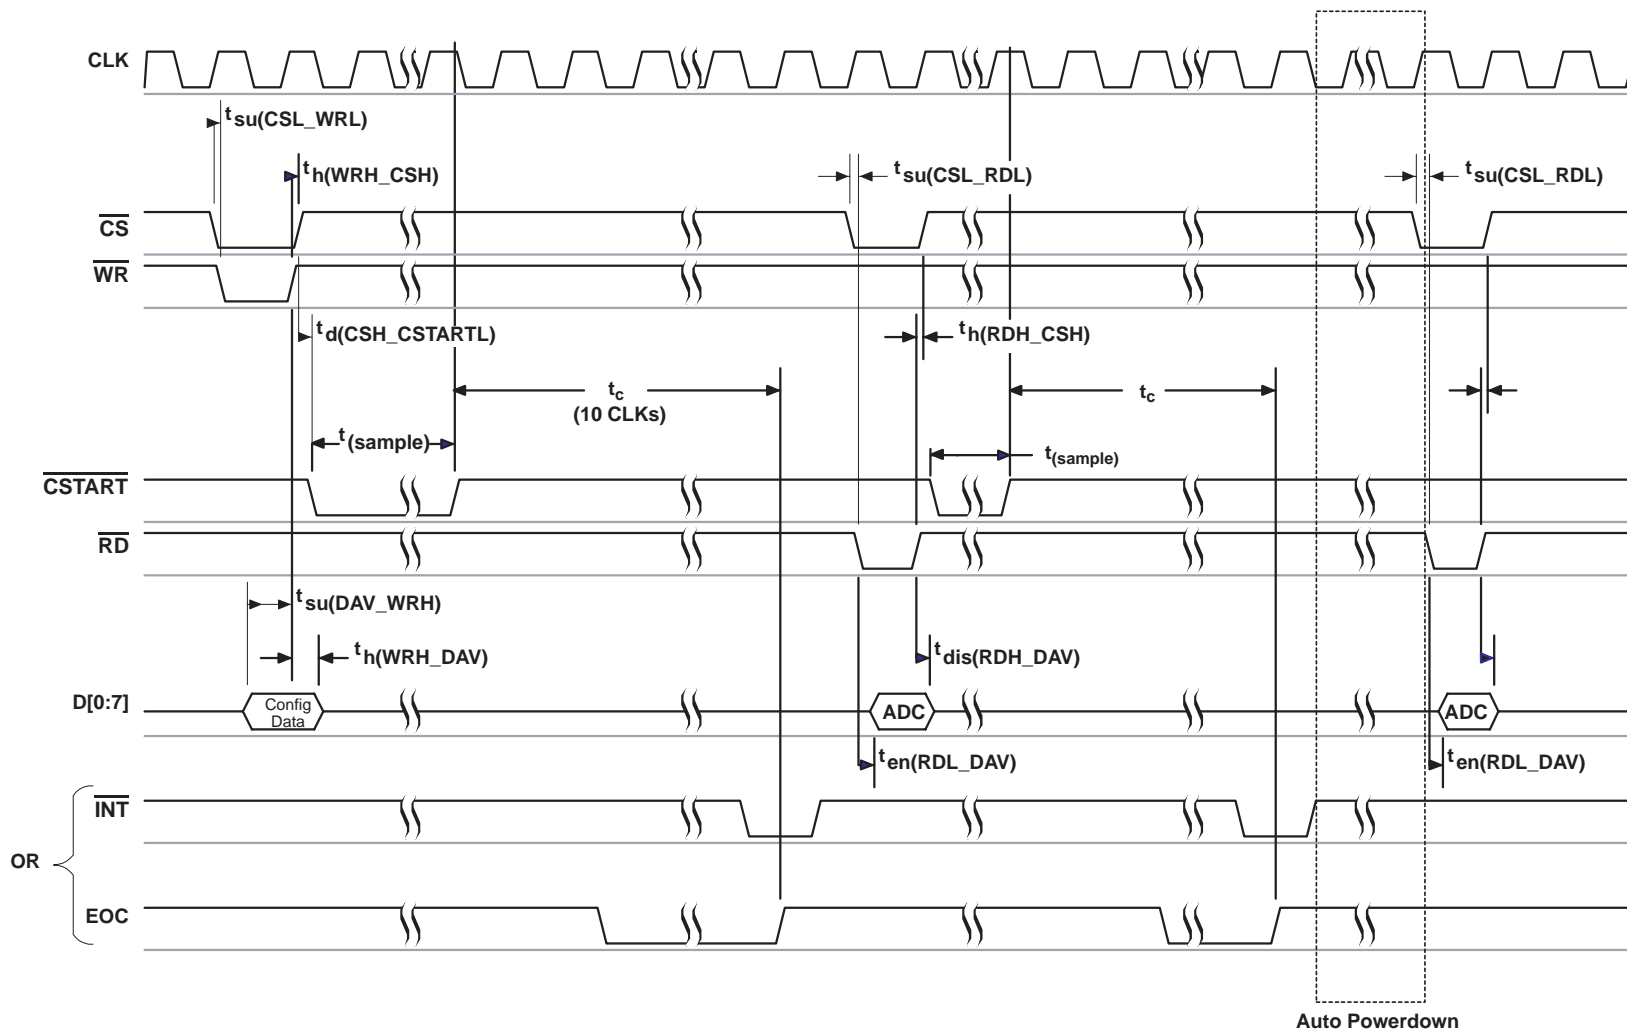 CLK
tsu(CSL_WRL)
th(WRH_CSH)
tsu(CSL_RDL)
tsu(CSL_RDL)
CS
WR
td(CSH_CSTARTL)
th(RDH_CSH)
tc
(10 CLKs)
tc
t(sample)
t(sample)
CSTART
RD
tsu(DAV_WRH)
th(WRH_DAV)
tdis(RDH_DAV)
D[0:7]
Config
Data
ADC
ADC
ten(RDL_DAV)
ten(RDL_DAV)
INT
OR
EOC
Auto Powerdown